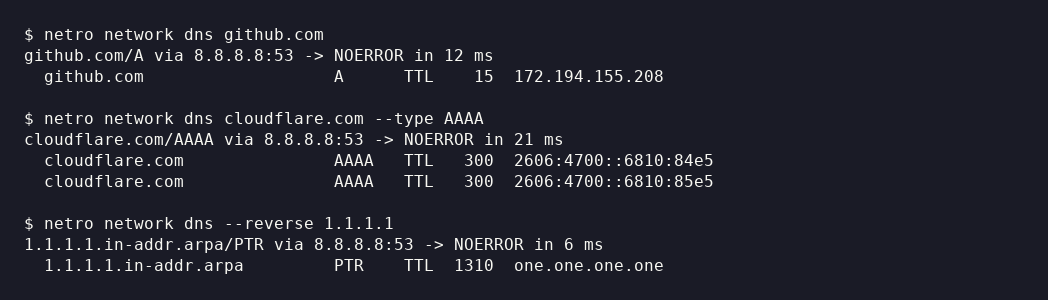 $ netro network dns github.com
github.com/A via 8.8.8.8:53 -> NOERROR in 12 ms
  github.com                   A      TTL    15  172.194.155.208

$ netro network dns cloudflare.com --type AAAA
cloudflare.com/AAAA via 8.8.8.8:53 -> NOERROR in 21 ms
  cloudflare.com               AAAA   TTL   300  2606:4700::6810:84e5
  cloudflare.com               AAAA   TTL   300  2606:4700::6810:85e5

$ netro network dns --reverse 1.1.1.1
1.1.1.1.in-addr.arpa/PTR via 8.8.8.8:53 -> NOERROR in 6 ms
  1.1.1.1.in-addr.arpa         PTR    TTL  1310  one.one.one.one